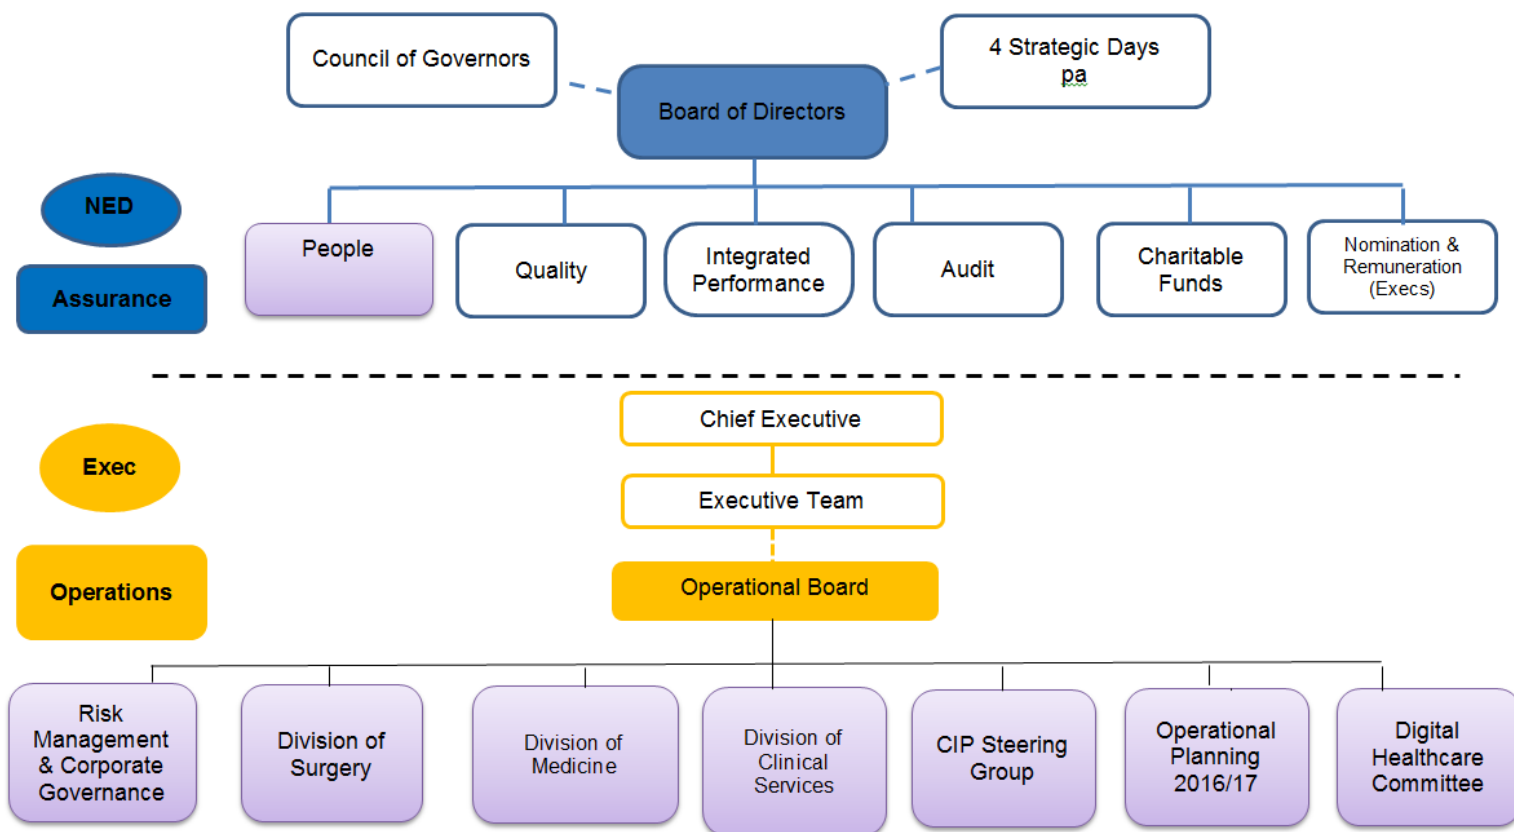 Council of Governors
4 Strategic Days
pa
Board of Directors
NED
Assurance
People
Quality
Integrated
Performance
Audit
Charitable
Funds
Nomination &
Remuneration
(Execs)
Exec
Operations
Chief Executive
Executive Team
Operational Board
Risk
Management
& Corporate
Governance
Division of
Surgery
Division of
Medicine
Division of
Clinical
Services
CIP Steering
Group
Operational
Planning
2016/17
Digital
Healthcare
Committee